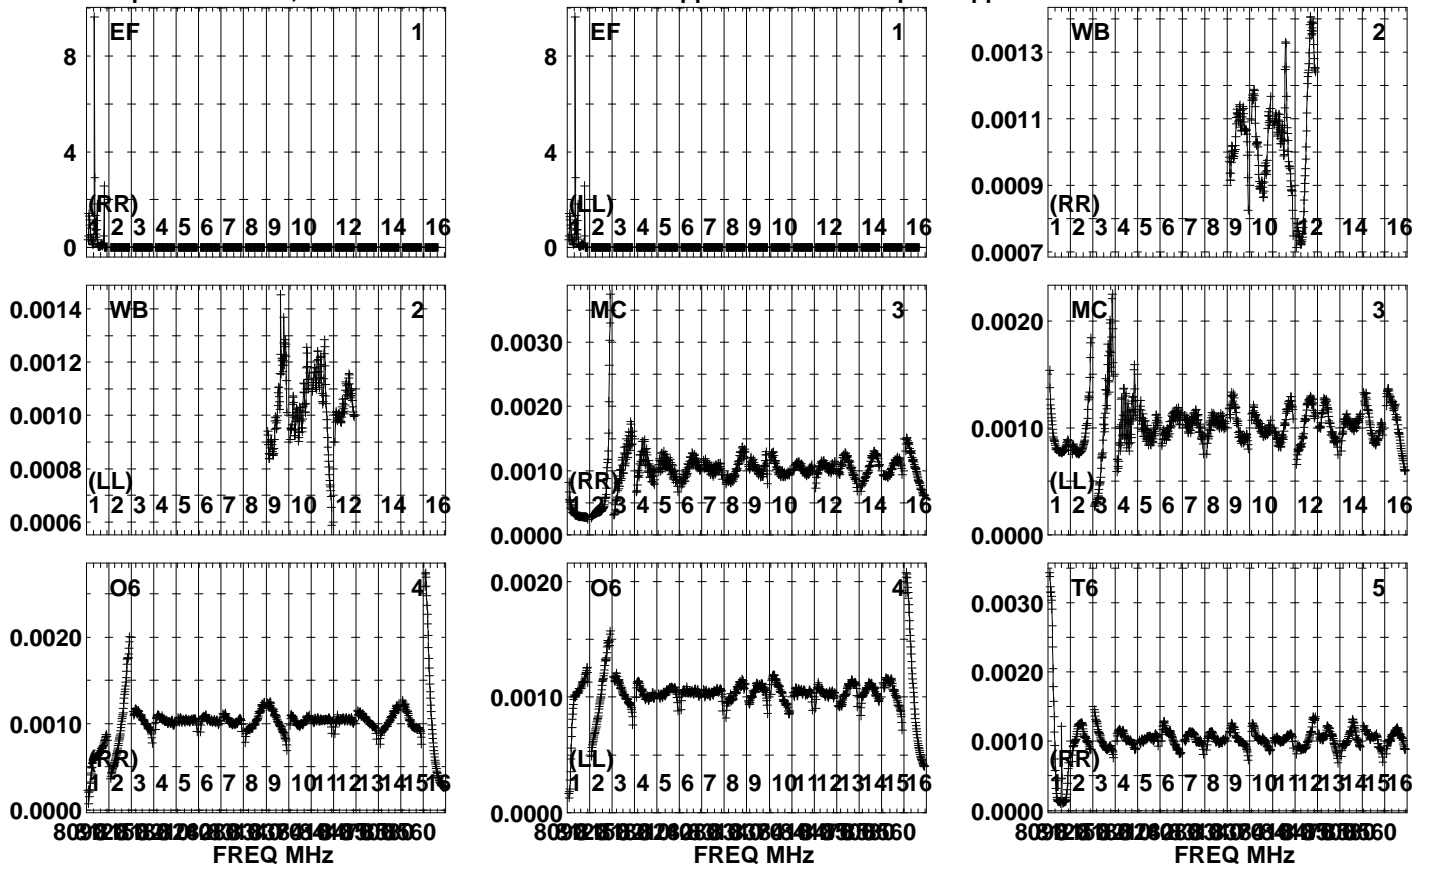 EF 1
8
4
0
(RR)
1 2 3 4 5 6 7 8 9 10 12 14 16
EF 1
8
4
0
(LL)
2 3 4 5 6 7 8 9 10 12 14 16
WB 2
0.0013
0.0011
0.0009
0.0007
(RR)
1 2 3 4 5 6 7 8 9 10 12 14 16
WB 2
0.0014
0.0012
0.0010
0.0008
0.0006
(LL)
1 2 3 4 5 6 7 8 9 10 12 14 16
MC 3
0.0030
0.0020
0.0010
0.0000
(RR)
1 2 3 4 5 6 7 8 9 10 12 14 16
MC 3
0.0020
0.0010
0.0000
(LL)
1 2 3 4 5 6 7 8 9 10 12 14 16
O6 4
0.0020
0.0010
0.0000
(RR)
1 2 3 4 5 6 7 8 9 10 11 12 13 14 15 16
FREQ MHz
O6 4
0.0020
0.0010
0.0000
(LL)
1 2 3 4 5 6 7 8 9 10 11 12 13 14 15 16
T6 5
0.0030
0.0020
0.0010
0.0000
(RR)
1 2 3 4 5 6 7 8 9 10 11 12 13 14 15 16
FREQ MHz